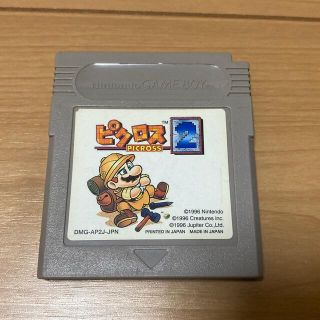 Nintendo GAME BOY
ピクロス
PICROSS
2
TM
©1996 Nintendo
©1996 Creatures Inc.
©1996 Jupiter Co.,Ltd.
DMG-AP2J-JPN
PRINTED IN JAPAN MADE IN JAPAN